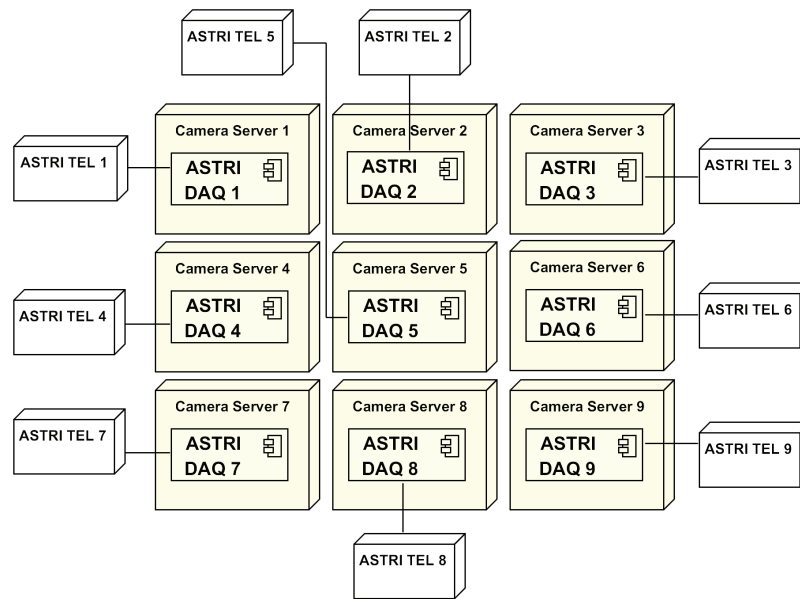 ASTRI TEL 5
ASTRI TEL 2
Camera Server 1
Camera Server 2
Camera Server 3
ASTRI TEL 1
ASTRI
DAQ 1
ASTRI
DAQ 2
ASTRI
DAQ 3
ASTRI TEL 3
Camera Server 4
Camera Server 5
Camera Server 6
ASTRI TEL 4
ASTRI
DAQ 4
ASTRI
DAQ 5
ASTRI
DAQ 6
ASTRI TEL 6
Camera Server 7
Camera Server 8
Camera Server 9
ASTRI TEL 7
ASTRI
DAQ 7
ASTRI
DAQ 8
ASTRI
DAQ 9
ASTRI TEL 9
ASTRI TEL 8